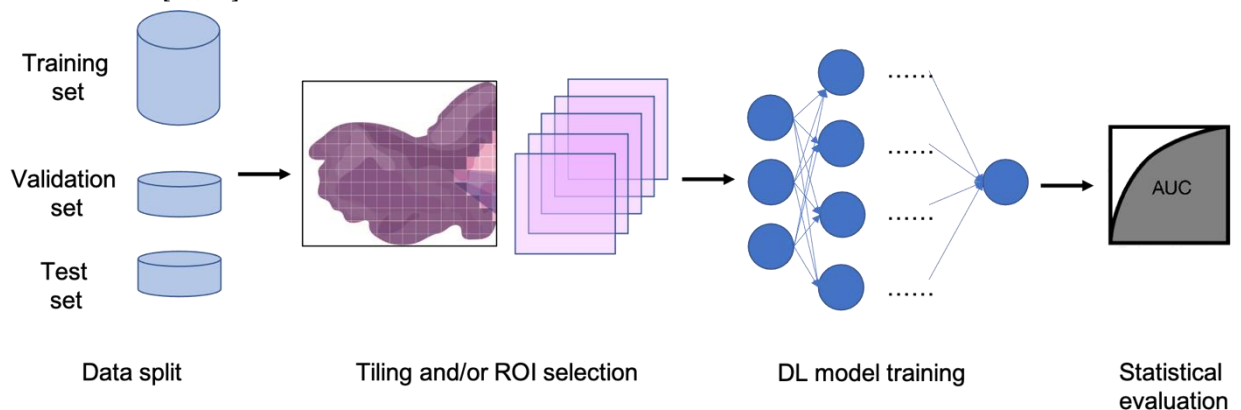 Training
set
Validation
set
Test
set
......
......
......
......
AUC
Data split
Tiling and/or ROI selection
DL model training
Statistical
evaluation